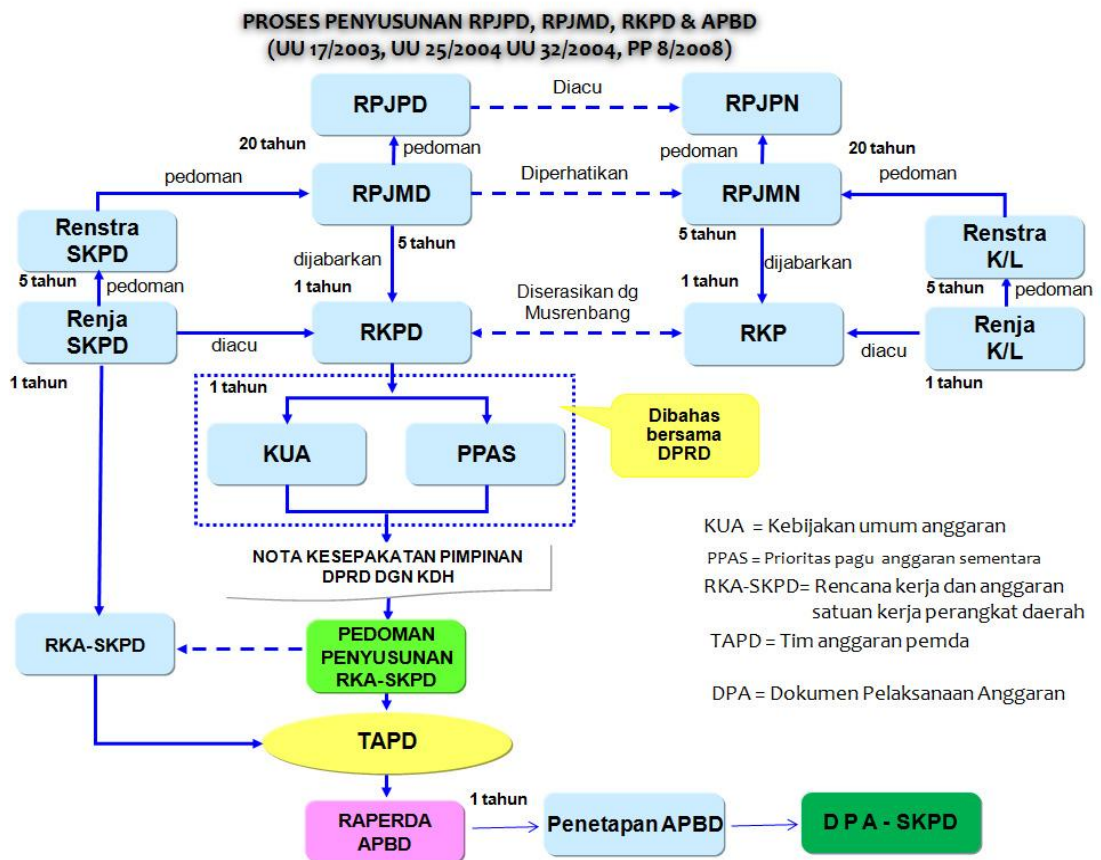 PROSES PENYUSUNAN RPJPD, RPJMD, RKPD & APBD
(UU 17/2003, UU 25/2004 UU 32/2004, PP 8/2008)
RPJPD
Diacu
RPJPN
20 tahun
pedoman
pedoman
20 tahun
pedoman
RPJMD
Diperhatikan
RPJMN
pedoman
Renstra
SKPD
5 tahun
5 tahun
Renstra
K/L
5 tahun
pedoman
dijabarkan
1 tahun
dijabarkan
1 tahun
5 tahun
pedoman
Renja
SKPD
diacu
RKPD
Diserasikan dg
Musrenbang
RKP
diacu
Renja
K/L
1 tahun
1 tahun
1 tahun
KUA
PPAS
Dibahas
bersama
DPRD
NOTA KESEPAKATAN PIMPINAN
DPRD DGN KDH
KUA = Kebijakan umum anggaran
PPAS = Prioritas pagu anggaran sementara
RKA-SKPD= Rencana kerja dan anggaran
satuan kerja perangkat daerah
TAPD = Tim anggaran pemda
DPA = Dokumen Pelaksanaan Anggaran
RKA-SKPD
PEDOMAN
PENYUSUNAN
RKA-SKPD
TAPD
RAPERDA
APBD
1 tahun
Penetapan APBD
D P A - SKPD